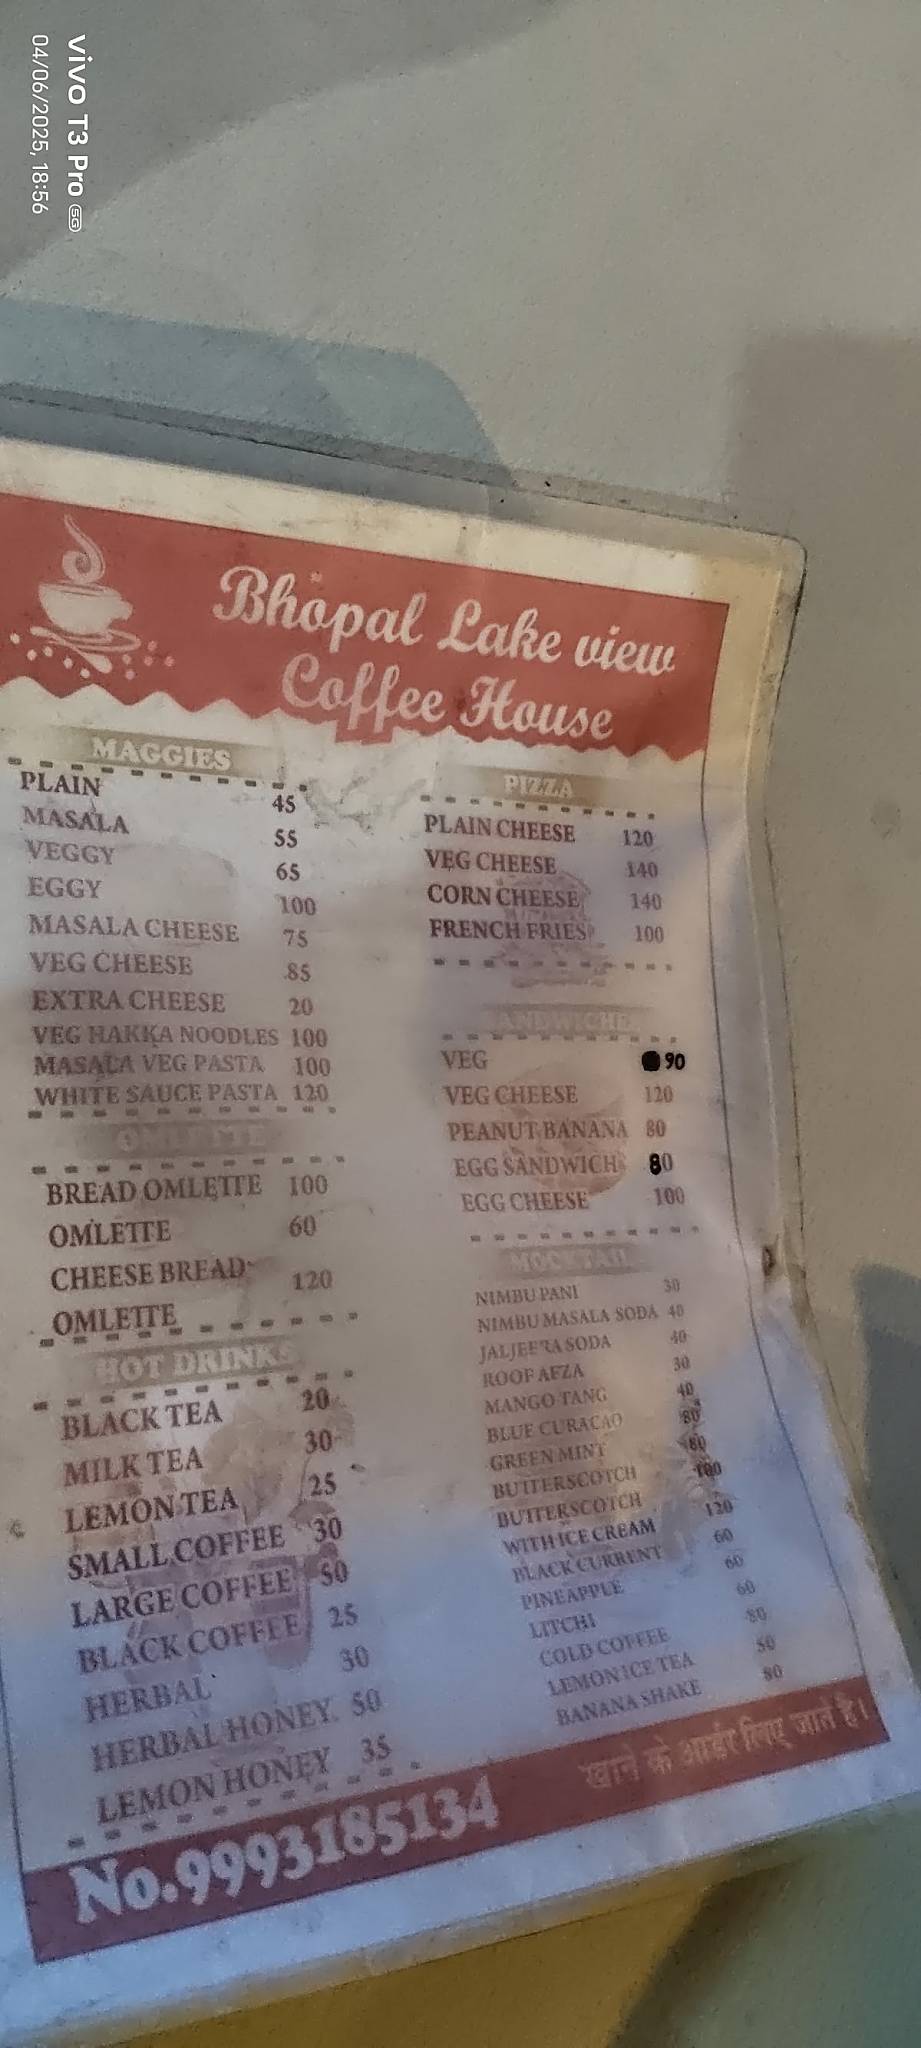 vivo T3 Pro 5G
04/06/2025, 18:56
Bhopal Lake view
Coffee House
MAGGIES
PLAIN 45
MASALA 55
VEGGY 65
EGGY 100
MASALA CHEESE 75
VEG CHEESE 85
EXTRA CHEESE 20
VEG HAKKA NOODLES 100
MASALA VEG PASTA 100
WHITE SAUCE PASTA 120
OMLETTE
BREAD OMLETTE 100
OMLETTE 60
CHEESE BREAD 120
OMLETTE
HOT DRINKS
BLACK TEA 20
MILK TEA 30
LEMON TEA 25
SMALL COFFEE 30
LARGE COFFEE 50
BLACK COFFEE 25
HERBAL 30
HERBAL HONEY 50
LEMON HONEY 35
PIZZA
PLAIN CHEESE 120
VEG CHEESE 140
CORN CHEESE 140
FRENCH FRIES 100
SANDWICHES
VEG 90
VEG CHEESE 120
PEANUT BANANA 80
EGG SANDWICH 80
EGG CHEESE 100
MOCKTAIL
NIMBU PANI 30
NIMBU MASALA SODA 40
JALJEERA SODA 40
ROOF AFZA 30
MANGO TANG 40
BLUE CURACAO 80
GREEN MINT 80
BUTTERSCOTCH 100
BUTTERSCOTCH
WITH ICE CREAM 120
BLACK CURRENT 60
PINEAPPLE 60
LITCHI 60
COLD COFFEE 80
LEMON ICE TEA
BANANA SHAKE 80
No.9993185134
खाने के आर्डर लिए जाते है।